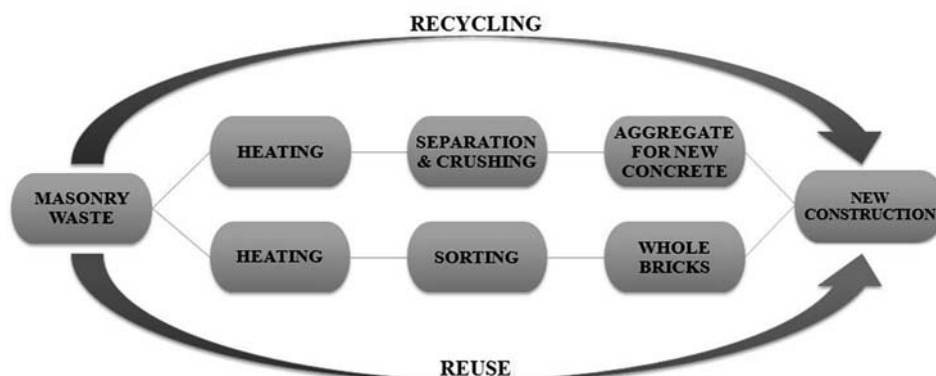 RECYCLING
HEATING
SEPARATION
& CRUSHING
AGGREGATE
FOR NEW
CONCRETE
MASONRY
WASTE
NEW
CONSTRUCTION
HEATING
SORTING
WHOLE
BRICKS
REUSE